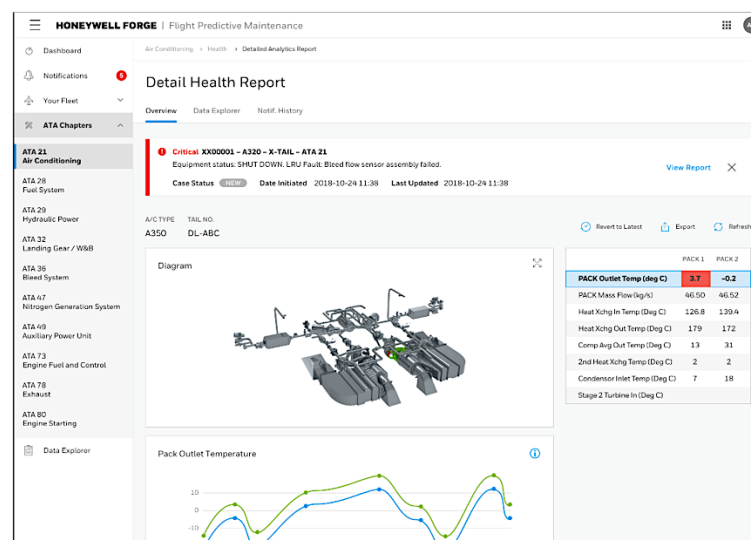 HONEYWELL FORGE | Flight Predictive Maintenance
Dashboard
Notifications 5
Your Fleet
ATA Chapters
ATA 21
Air Conditioning
ATA 28
Fuel System
ATA 29
Hydraulic Power
ATA 32
Landing Gear / W&B
ATA 36
Bleed System
ATA 47
Nitrogen Generation System
ATA 49
Auxiliary Power Unit
ATA 73
Engine Fuel and Control
ATA 78
Exhaust
ATA 80
Engine Starting
Data Explorer
Air Conditioning > Health > Detailed Analytics Report
Detail Health Report
Overview Data Explorer Notif. History
Critical XX00001 – A320 – X-TAIL – ATA 21
Equipment status: SHUT DOWN. LRU Fault: Bleed flow sensor assembly failed.
Case Status NEW Date Initiated 2018-10-24 11:38 Last Updated 2018-10-24 11:38
View Report
A/C TYPE TAIL NO.
A350 DL-ABC
Revert to Latest Export Refresh
Diagram
PACK 1 PACK 2
PACK Outlet Temp (deg C) 3.7 -0.2
PACK Mass Flow (kg/s) 46.50 46.52
Heat Xchg In Temp (Deg C) 126.8 139.4
Heat Xchg Out Temp (Deg C) 179 172
Comp Avg Out Temp (Deg C) 13 31
2nd Heat Xchg Temp (Deg C) 2 2
Condensor Inlet Temp (Deg C) 7 18
Stage 2 Turbine In (Deg C)
Pack Outlet Temperature
10
0
-10